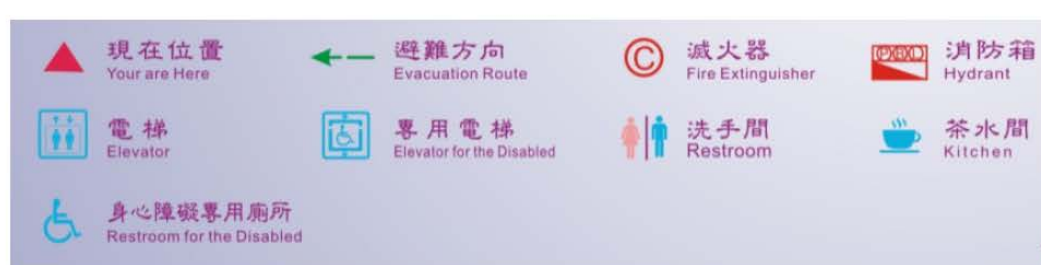 現在位置
Your are Here
避難方向
Evacuation Route
滅火器
Fire Extinguisher
消防箱
Hydrant
電梯
Elevator
專用電梯
Elevator for the Disabled
洗手間
Restroom
茶水間
Kitchen
身心障礙專用廁所
Restroom for the Disabled